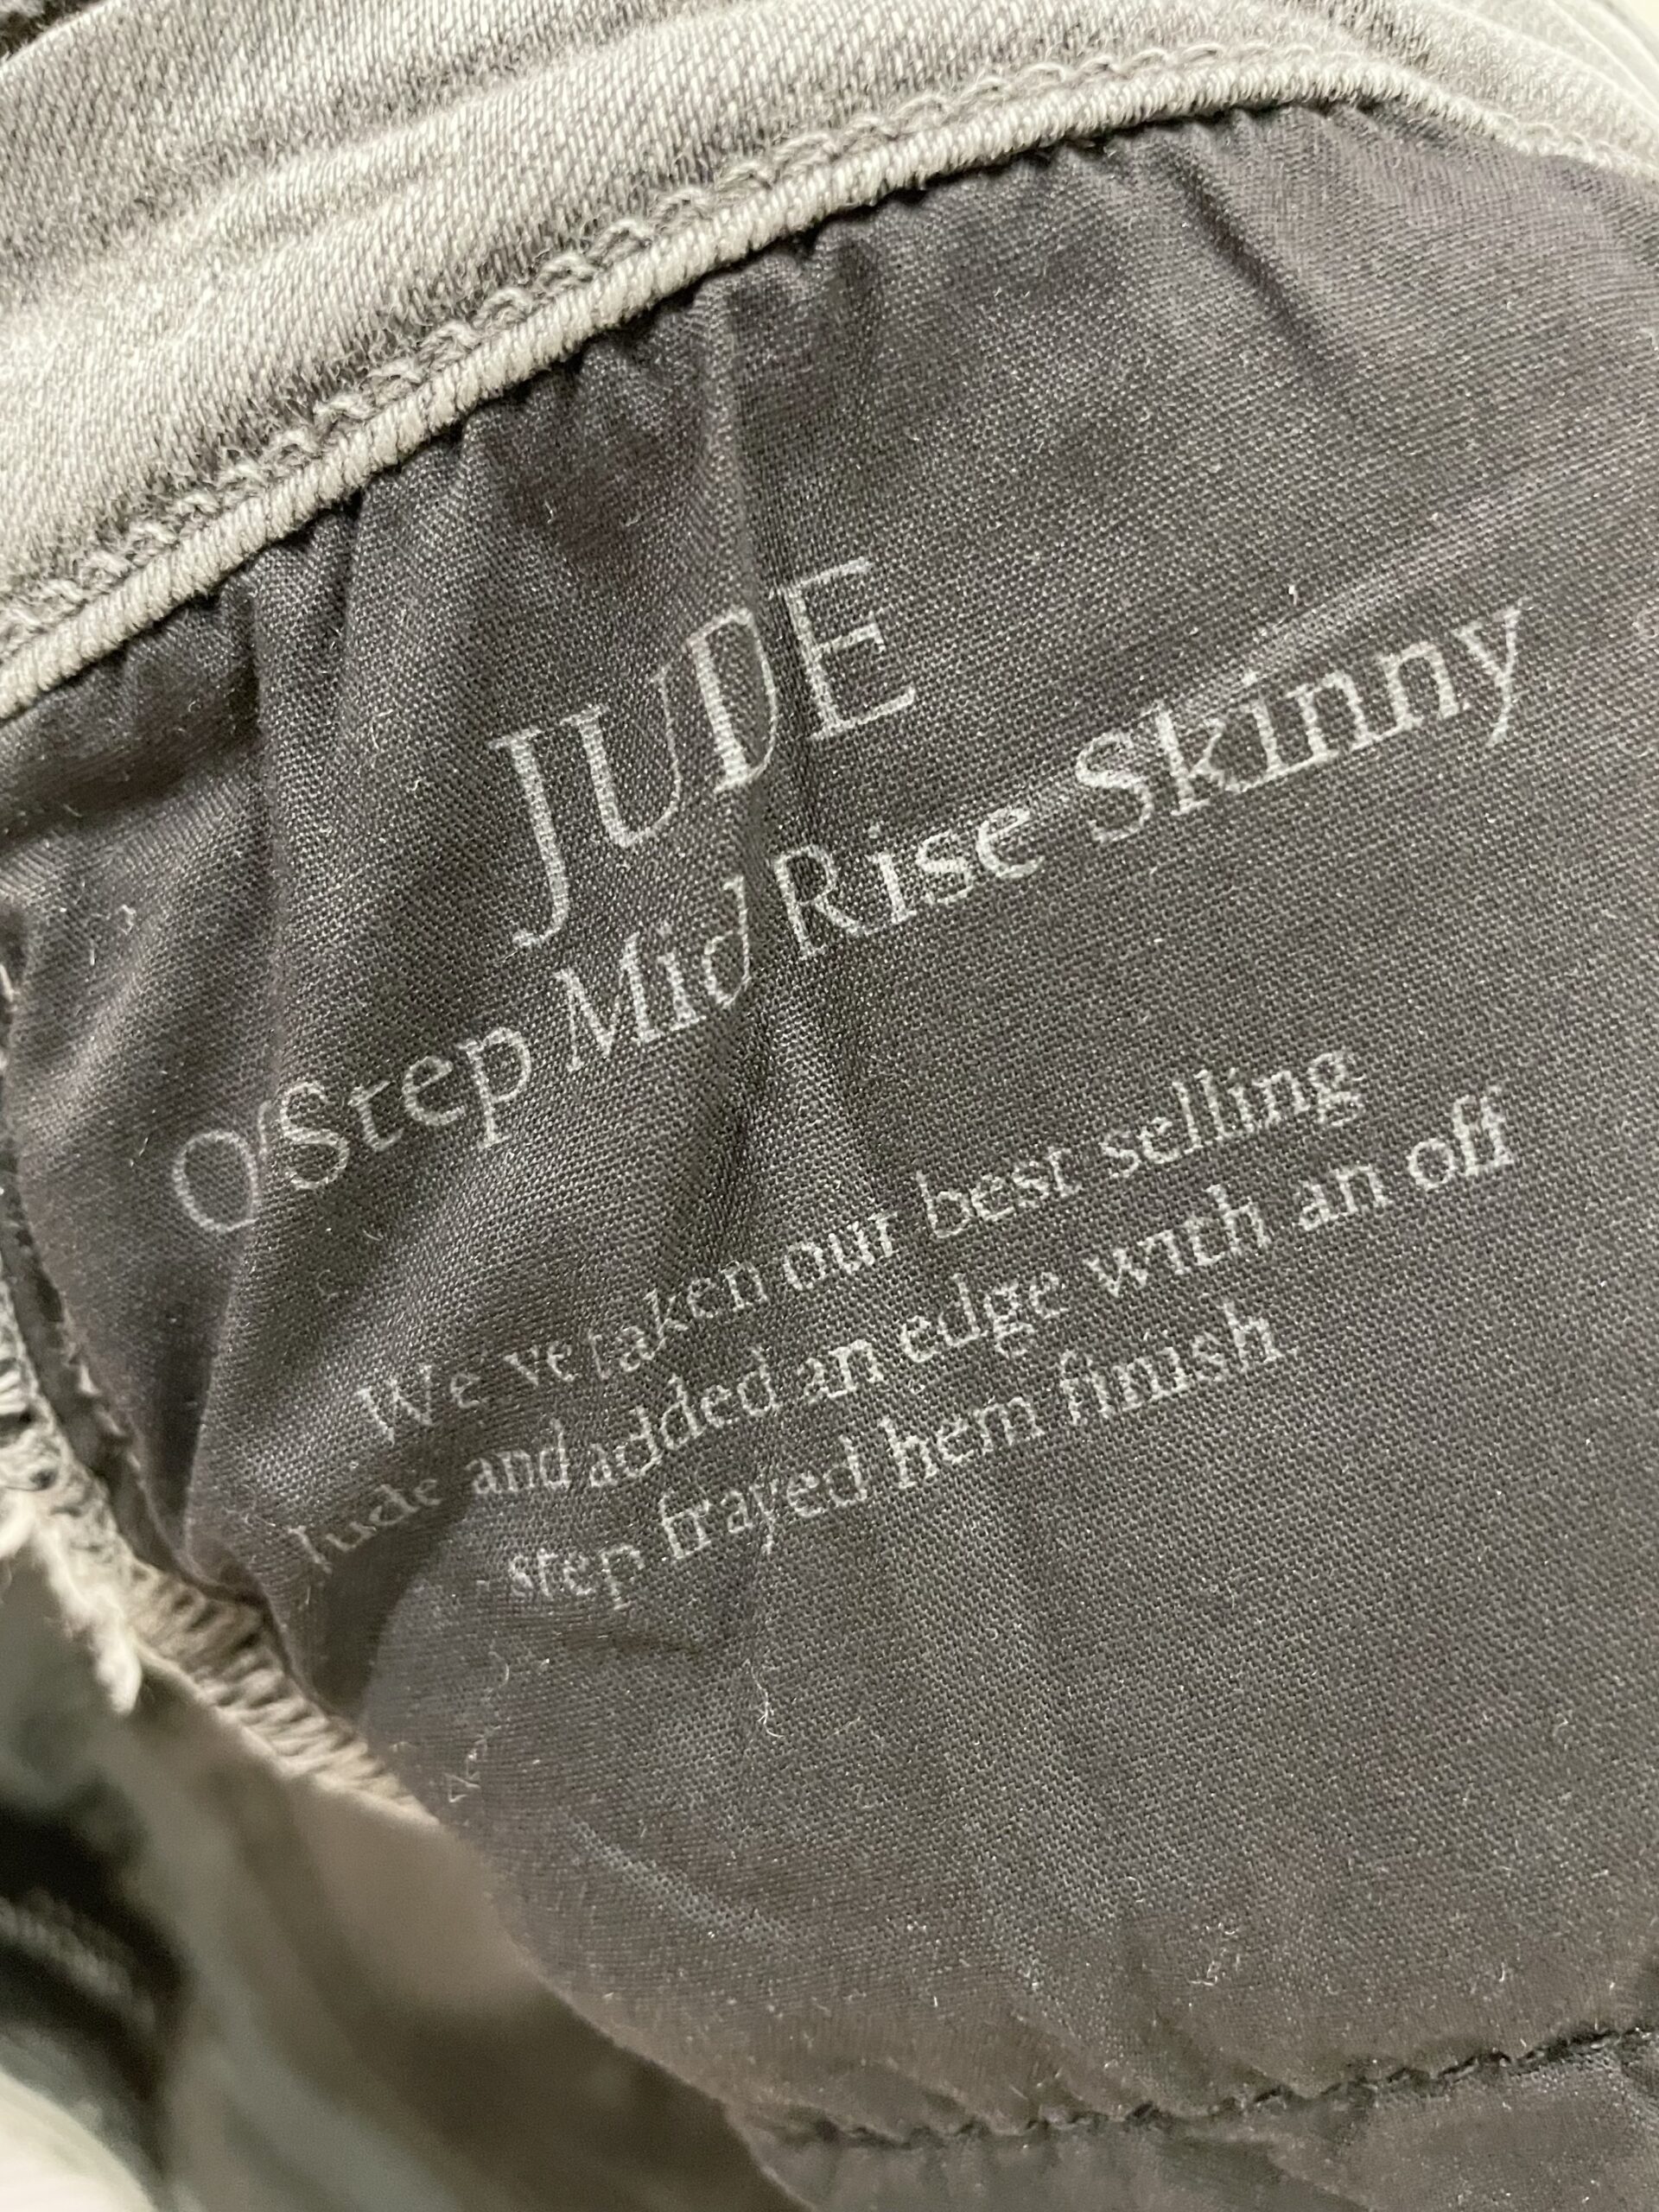 JUDE
O'Step Mid Rise Skinny
We've taken our best selling
Jude and added an edge with an off
step frayed hem finish